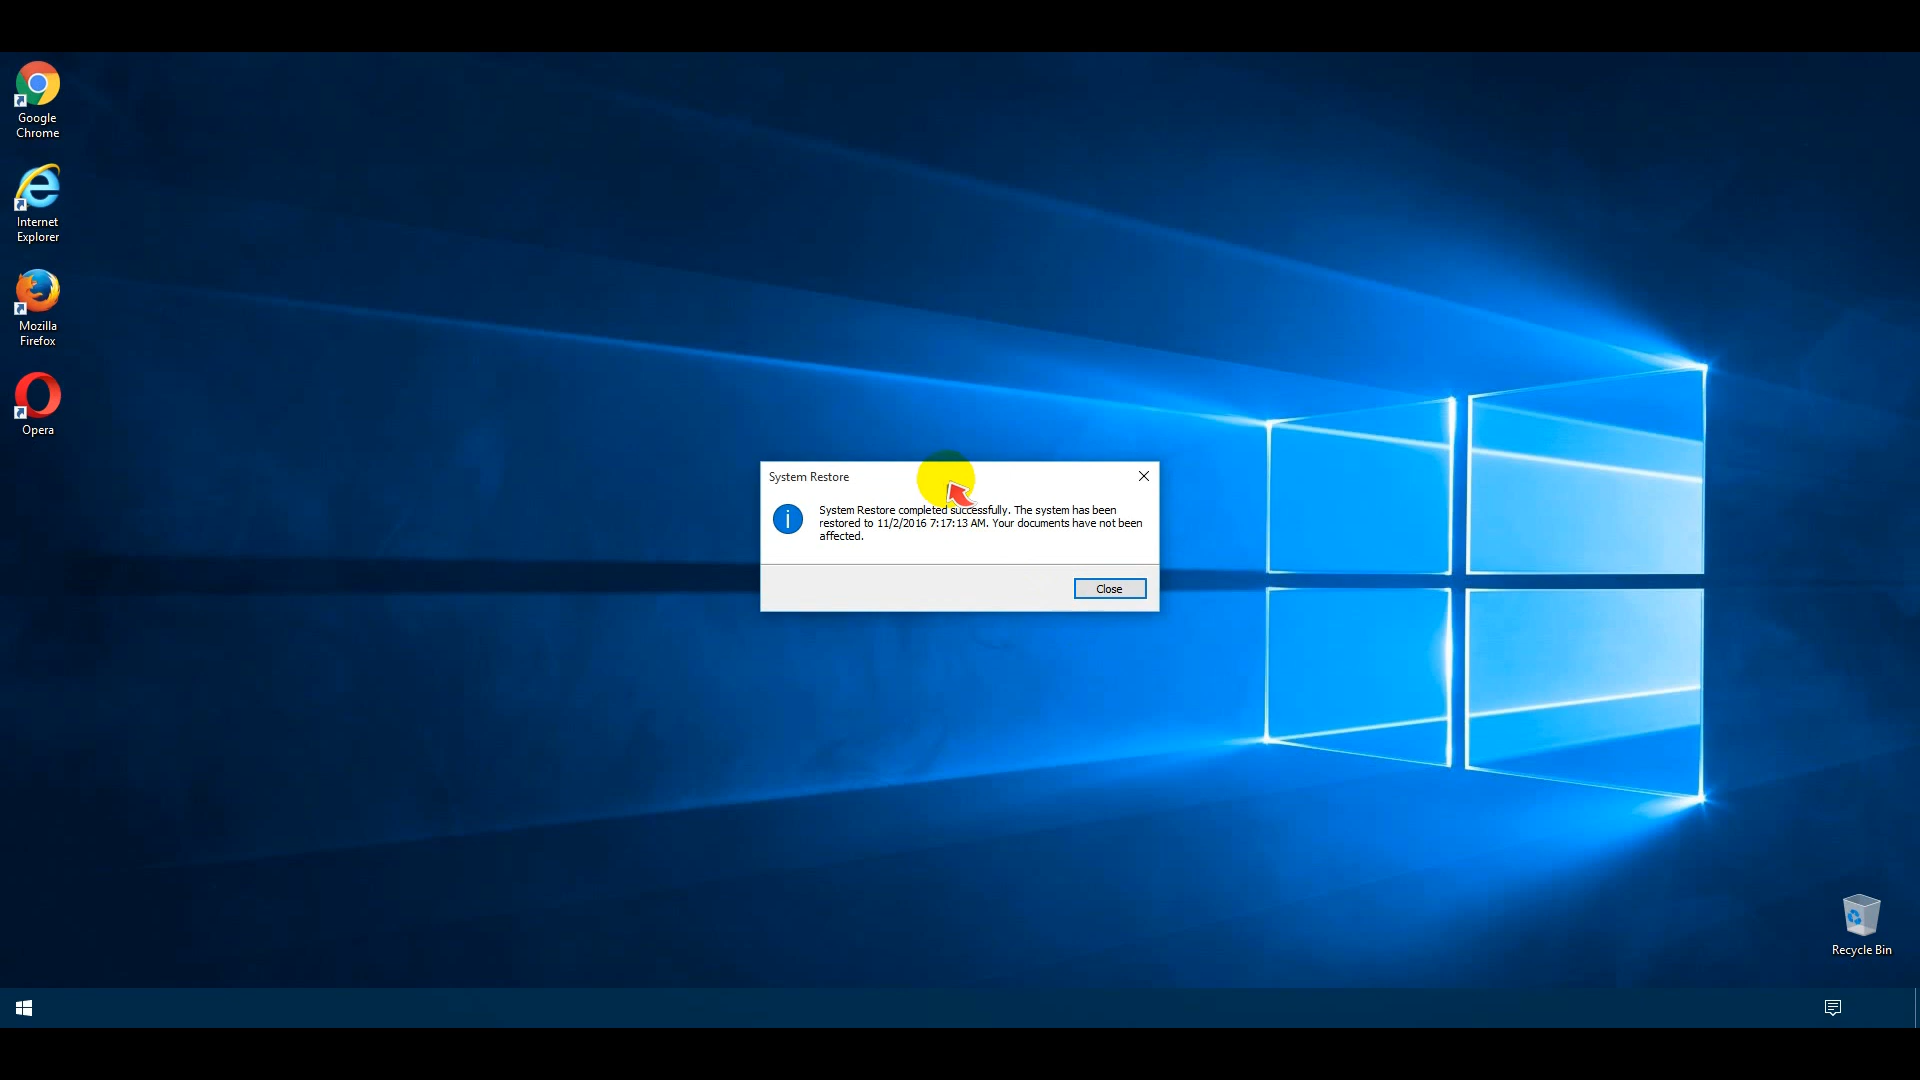 Google
Chrome
Internet
Explorer
Mozilla
Firefox
Opera
System Restore
System Restore completed successfully. The system has been
restored to 11/2/2016 7:17:13 AM. Your documents have not been
affected.
Close
Recycle Bin